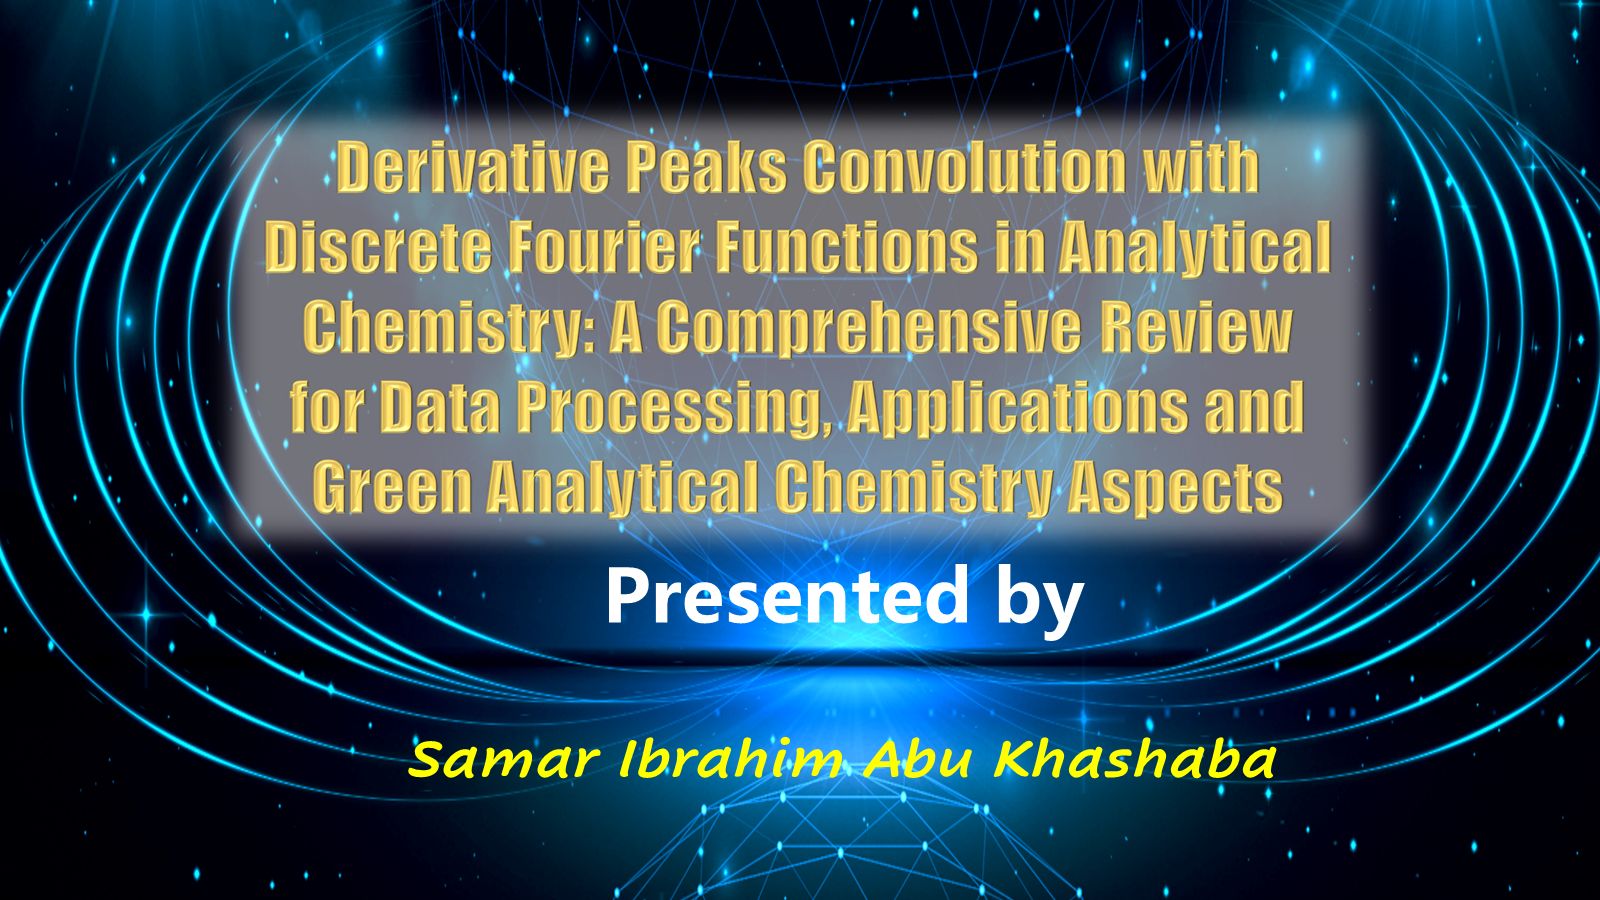 Derivative Peaks Convolution with
Discrete Fourier Functions in Analytical
Chemistry: A Comprehensive Review
for Data Processing, Applications and
Green Analytical Chemistry Aspects
Presented by
Samar Ibrahim Abu Khashaba